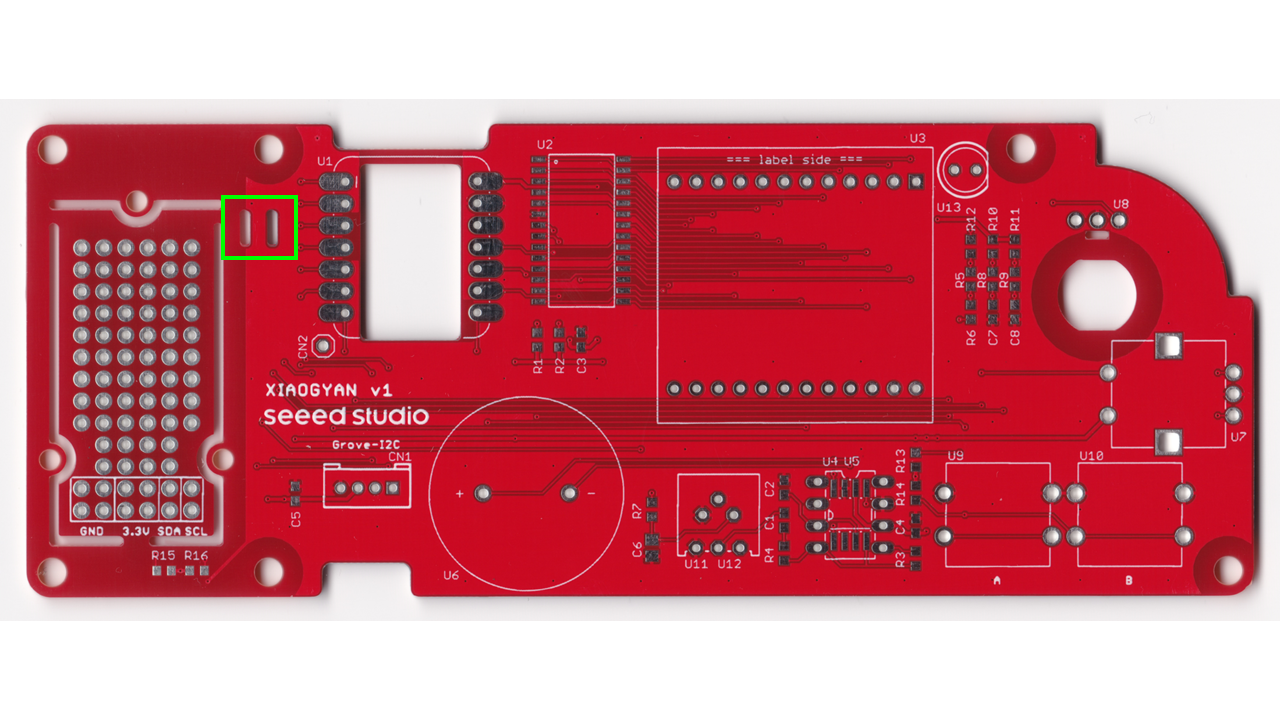 U1
U2
U3
=== label side ===
U13
R12
R10
R11
U8
R5
R8
R9
R6
C7
C8
CN2
R1
R2
C3
XIAOGYAN v1
seeed studio
Grove-I2C
CN1
U7
+
-
C5
U6
R7
C6
U11 U12
C2
C1
R4
U4 U5
R13
R14
C4
R3
U9
U10
A
B
GND 3.3V SDA SCL
R15 R16